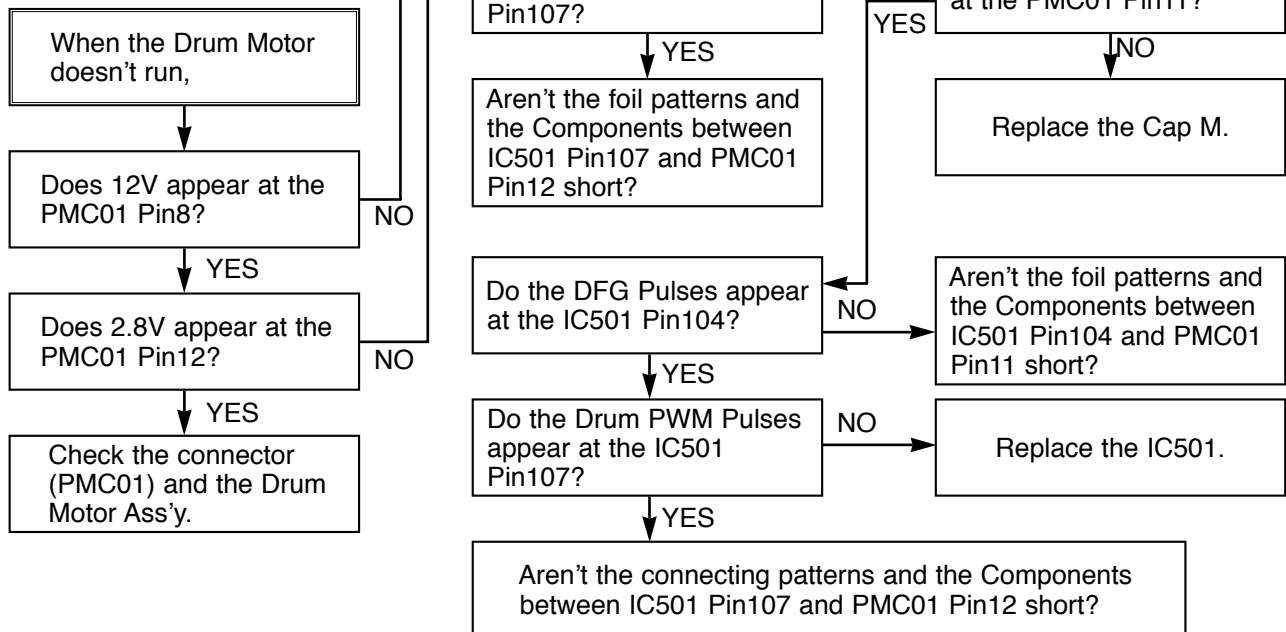 When the Drum Motor
doesn't run,
Does 12V appear at the
PMC01 Pin8?
NO
YES
Does 2.8V appear at the
PMC01 Pin12?
NO
YES
Check the connector
(PMC01) and the Drum
Motor Ass'y.
Pin107?
YES
Aren't the foil patterns and
the Components between
IC501 Pin107 and PMC01
Pin12 short?
at the PMC01 Pin11?
YES
NO
Replace the Cap M.
Do the DFG Pulses appear
at the IC501 Pin104?
NO
Aren't the foil patterns and
the Components between
IC501 Pin104 and PMC01
Pin11 short?
YES
Do the Drum PWM Pulses
appear at the IC501
Pin107?
NO
Replace the IC501.
YES
Aren't the connecting patterns and the Components
between IC501 Pin107 and PMC01 Pin12 short?